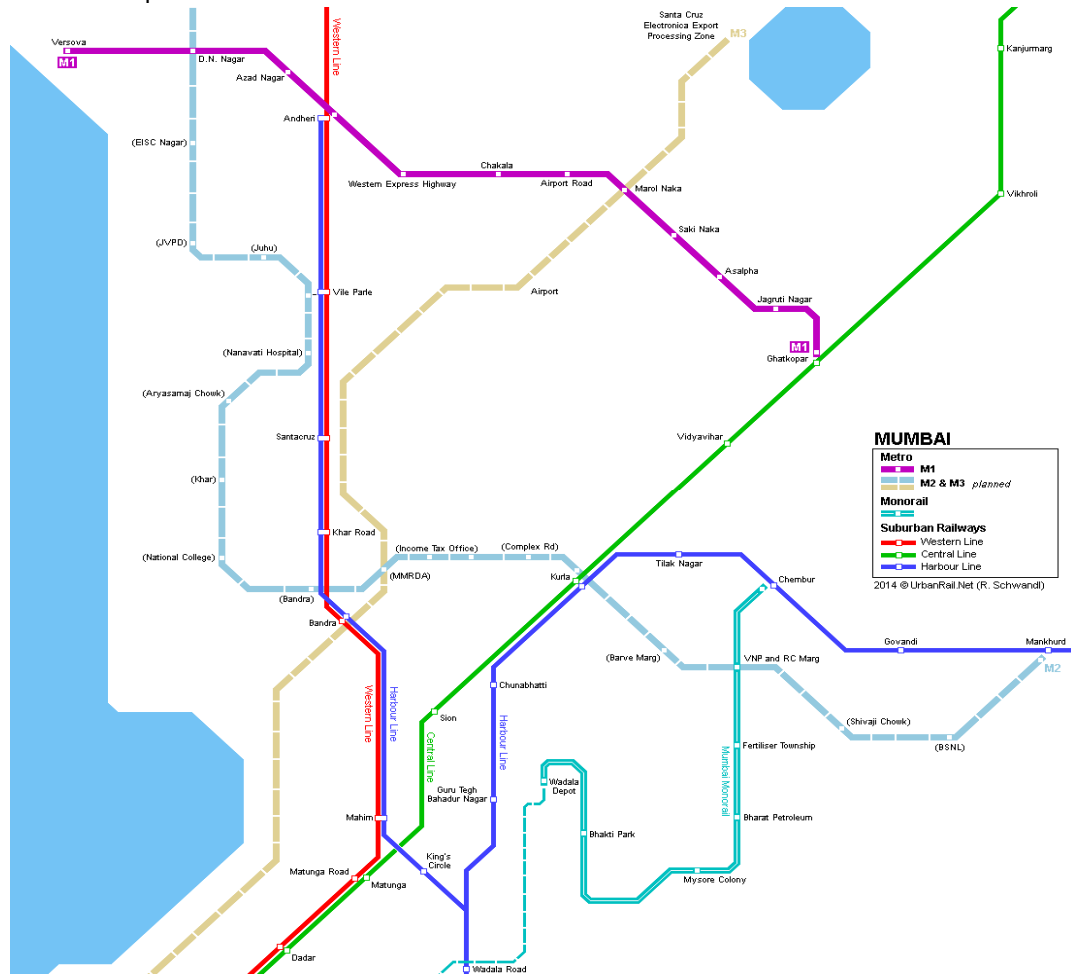 Santa Cruz
Electronica Export
Processing Zone
M3
Versova
M1
D.N. Nagar
Azad Nagar
Western Line
Kanjurmarg
Andheri
(EISC Nagar)
Western Express Highway
Chakala
Airport Road
Marol Naka
Vikhroli
Saki Naka
(JVPD)
(Juhu)
Asalpha
Vile Parle
Airport
Jagruti Nagar
M1
Ghatkopar
(Nanavati Hospital)
(Aryasamaj Chowk)
Santacruz
Vidyavihar
MUMBAI
Metro
M1
M2 & M3 planned
Monorail
Suburban Railways
Western Line
Central Line
Harbour Line
2014 © UrbanRail.Net (R. Schwandl)
(Khar)
Khar Road
(National College)
(Income Tax Office)
(Complex Rd)
(MMRDA)
Kurla
Tilak Nagar
Chembur
(Bandra)
Bandra
Govandi
Mankhurd
(Barve Marg)
VNP and RC Marg
M2
Western Line
Harbour Line
Chunabhatti
Harbour Line
Sion
Central Line
(Shivaji Chowk)
(BSNL)
Fertiliser Township
Mumbai Monorail
Guru Tegh
Bahadur Nagar
Wadala
Depot
Mahim
Bharat Petroleum
Bhakti Park
King's
Circle
Matunga Road
Matunga
Mysore Colony
Dadar
Wadala Road